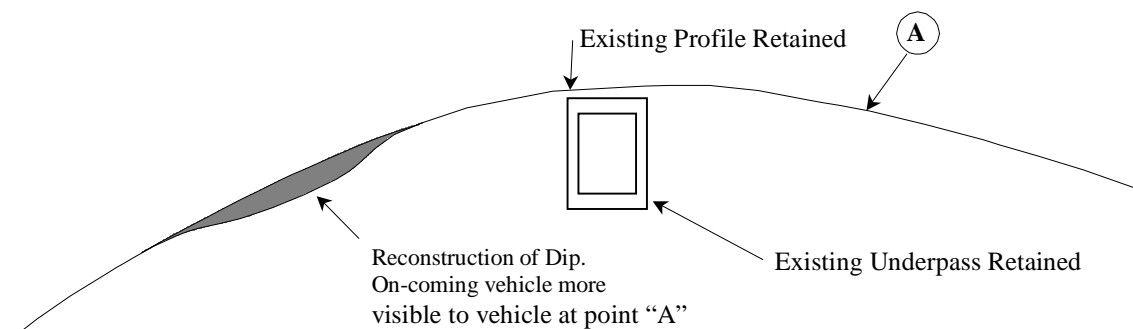 Existing Profile Retained
A
Reconstruction of Dip.
On-coming vehicle more
visible to vehicle at point “A”
Existing Underpass Retained